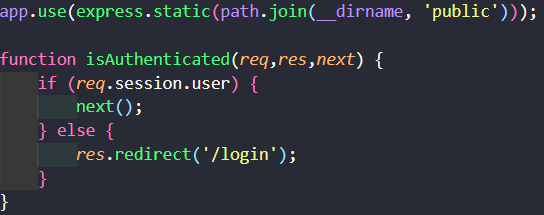 app.use(express.static(path.join(__dirname, 'public')));

function isAuthenticated(req,res,next) {
    if (req.session.user) {
        next();
    } else {
        res.redirect('/login');
    }
}